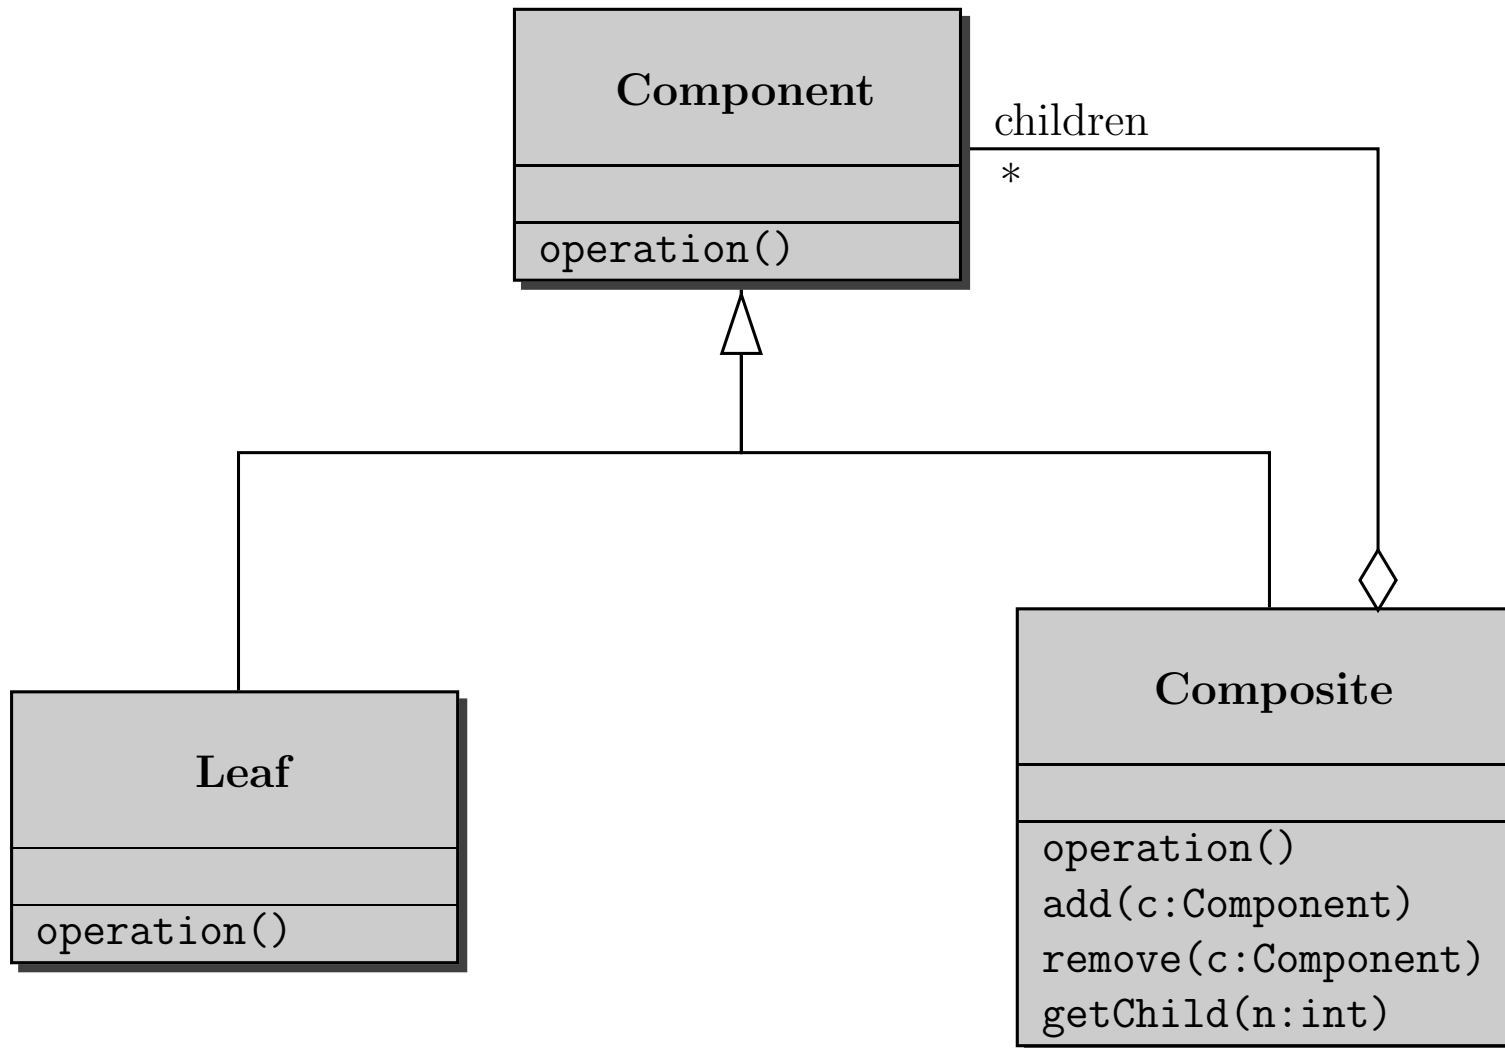 Component
children
*
operation()
Composite
Leaf
operation()
operation()
add(c:Component)
remove(c:Component)
getChild(n:int)